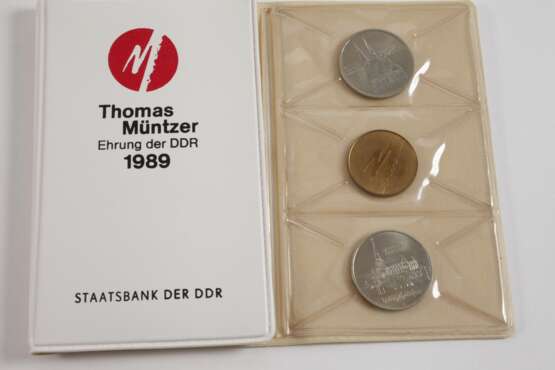 Thomas
Müntzer
Ehrung der DDR
1989
STAATSBANK DER DDR